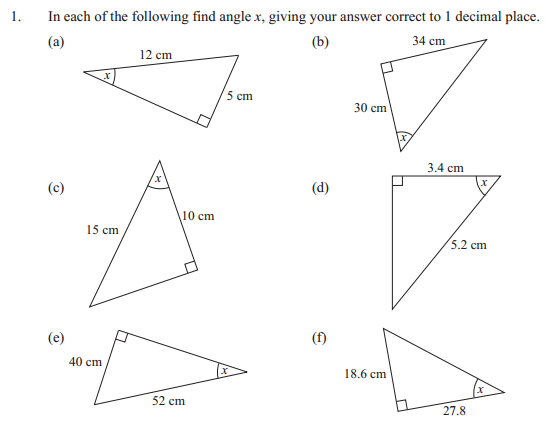 1. In each of the following find angle x, giving your answer correct to 1 decimal place.
(a)
12 cm
x
5 cm
(b)
34 cm
30 cm
x
(c)
x
15 cm
10 cm
(d)
3.4 cm
x
5.2 cm
(e)
40 cm
x
52 cm
(f)
18.6 cm
x
27.8